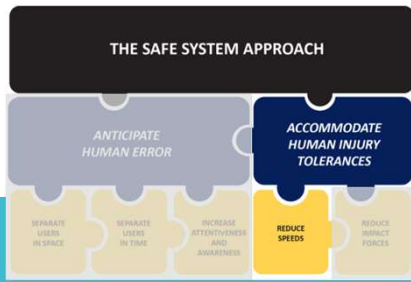 THE SAFE SYSTEM APPROACH
ANTICIPATE
HUMAN ERROR
ACCOMMODATE
HUMAN INJURY
TOLERANCES
SEPARATE
USERS
IN SPACE
SEPARATE
USERS
IN TIME
INCREASE
ATTENTIVENESS
AND
AWARENESS
REDUCE
SPEEDS
REDUCE
IMPACT
FORCES